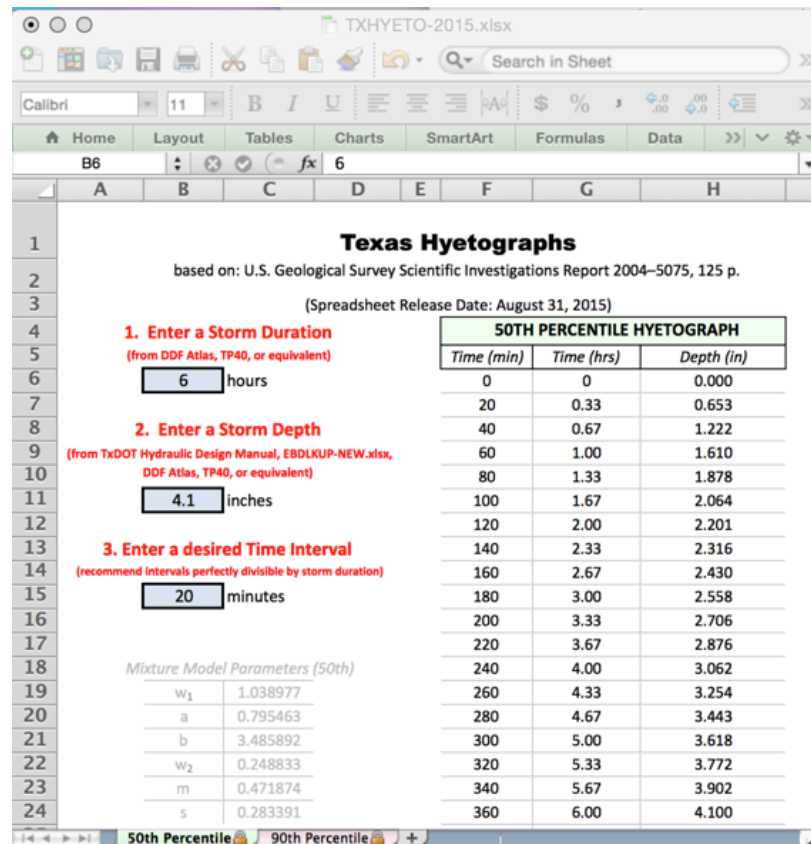 TXHYETO-2015.xlsx
Search in Sheet
Calibri 11 B I U A $ % , .0 .00 .00 .0
Home Layout Tables Charts SmartArt Formulas Data
B6 fx 6
A B C D E F G H
1 Texas Hyetographs
2 based on: U.S. Geological Survey Scientific Investigations Report 2004–5075, 125 p.
3 (Spreadsheet Release Date: August 31, 2015)
4 1. Enter a Storm Duration 50TH PERCENTILE HYETOGRAPH
5 (from DDF Atlas, TP40, or equivalent) Time (min) Time (hrs) Depth (in)
6 6 hours 0 0 0.000
7 20 0.33 0.653
8 2. Enter a Storm Depth 40 0.67 1.222
9 (from TxDOT Hydraulic Design Manual, EBDLKUP-NEW.xlsx, 60 1.00 1.610
10 DDF Atlas, TP40, or equivalent) 80 1.33 1.878
11 4.1 inches 100 1.67 2.064
12 120 2.00 2.201
13 3. Enter a desired Time Interval 140 2.33 2.316
14 (recommend intervals perfectly divisible by storm duration) 160 2.67 2.430
15 20 minutes 180 3.00 2.558
16 200 3.33 2.706
17 220 3.67 2.876
18 Mixture Model Parameters (50th) 240 4.00 3.062
19 w1 1.038977 260 4.33 3.254
20 a 0.795463 280 4.67 3.443
21 b 3.485892 300 5.00 3.618
22 w2 0.248833 320 5.33 3.772
23 m 0.471874 340 5.67 3.902
24 s 0.283391 360 6.00 4.100
50th Percentile 90th Percentile +